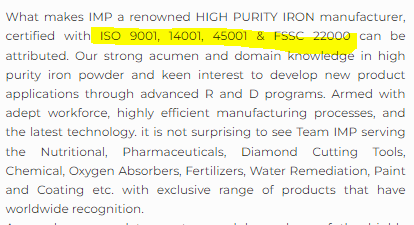 What makes IMP a renowned HIGH PURITY IRON manufacturer,
certified with ISO 9001, 14001, 45001 & FSSC 22000 can be
attributed. Our strong acumen and domain knowledge in high
purity iron powder and keen interest to develop new product
applications through advanced R and D programs. Armed with
adept workforce, highly efficient manufacturing processes, and
the latest technology. it is not surprising to see Team IMP serving
the Nutritional, Pharmaceuticals, Diamond Cutting Tools,
Chemical, Oxygen Absorbers, Fertilizers, Water Remediation, Paint
and Coating etc. with exclusive range of products that have
worldwide recognition.